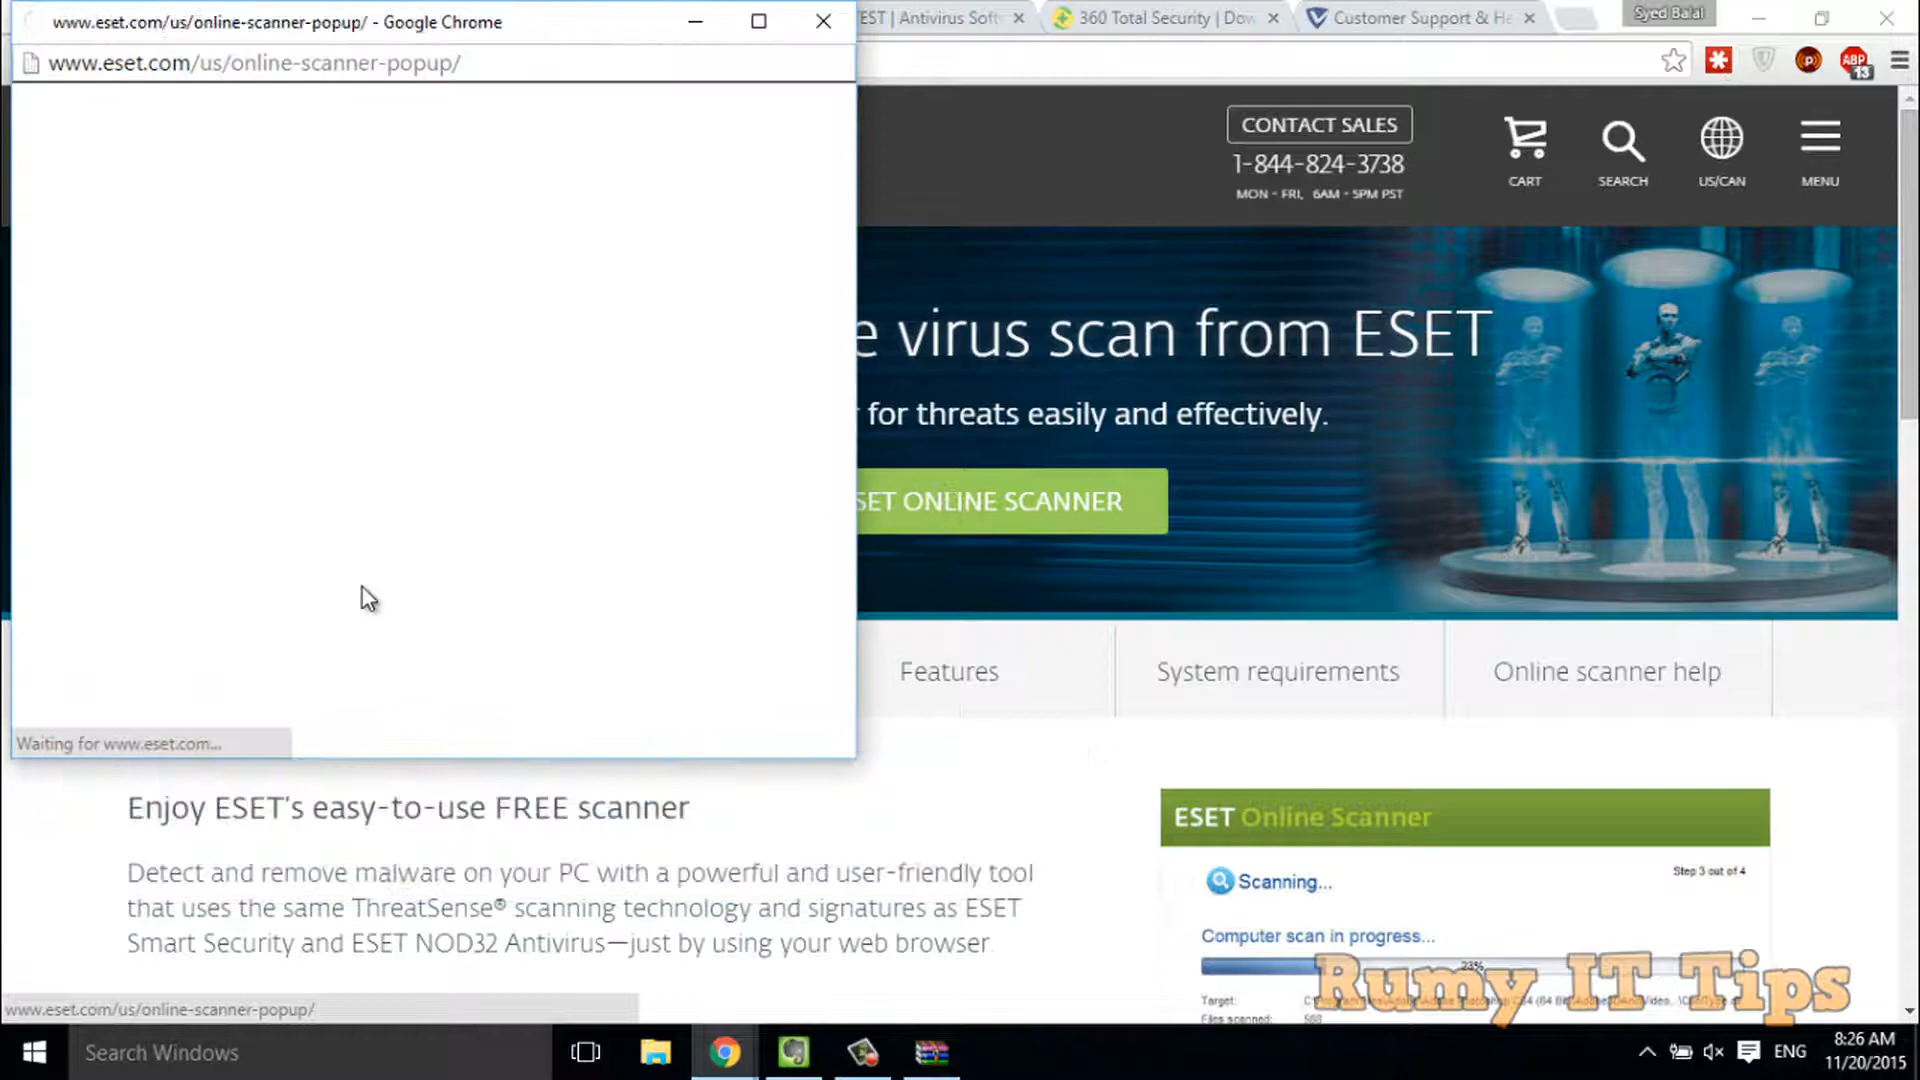 www.eset.com/us/online-scanner-popup/ - Google Chrome
EST | Antivirus Soft
360 Total Security | Dow
Customer Support & He
Syed Balal
www.eset.com/us/online-scanner-popup/
ABP
13
CONTACT SALES
1-844-824-3738
MON - FRI, 6AM - 5PM PST
CART
SEARCH
US/CAN
MENU
e virus scan from ESET
for threats easily and effectively.
SET ONLINE SCANNER
Features
System requirements
Online scanner help
Waiting for www.eset.com...
Enjoy ESET's easy-to-use FREE scanner
Detect and remove malware on your PC with a powerful and user-friendly tool
that uses the same ThreatSense® scanning technology and signatures as ESET
Smart Security and ESET NOD32 Antivirus—just by using your web browser.
ESET Online Scanner
Scanning...
Step 3 out of 4
Computer scan in progress...
23%
Target:
Files scanned:
588
Rumy IT Tips
www.eset.com/us/online-scanner-popup/
Search Windows
ENG
8:26 AM
11/20/2015